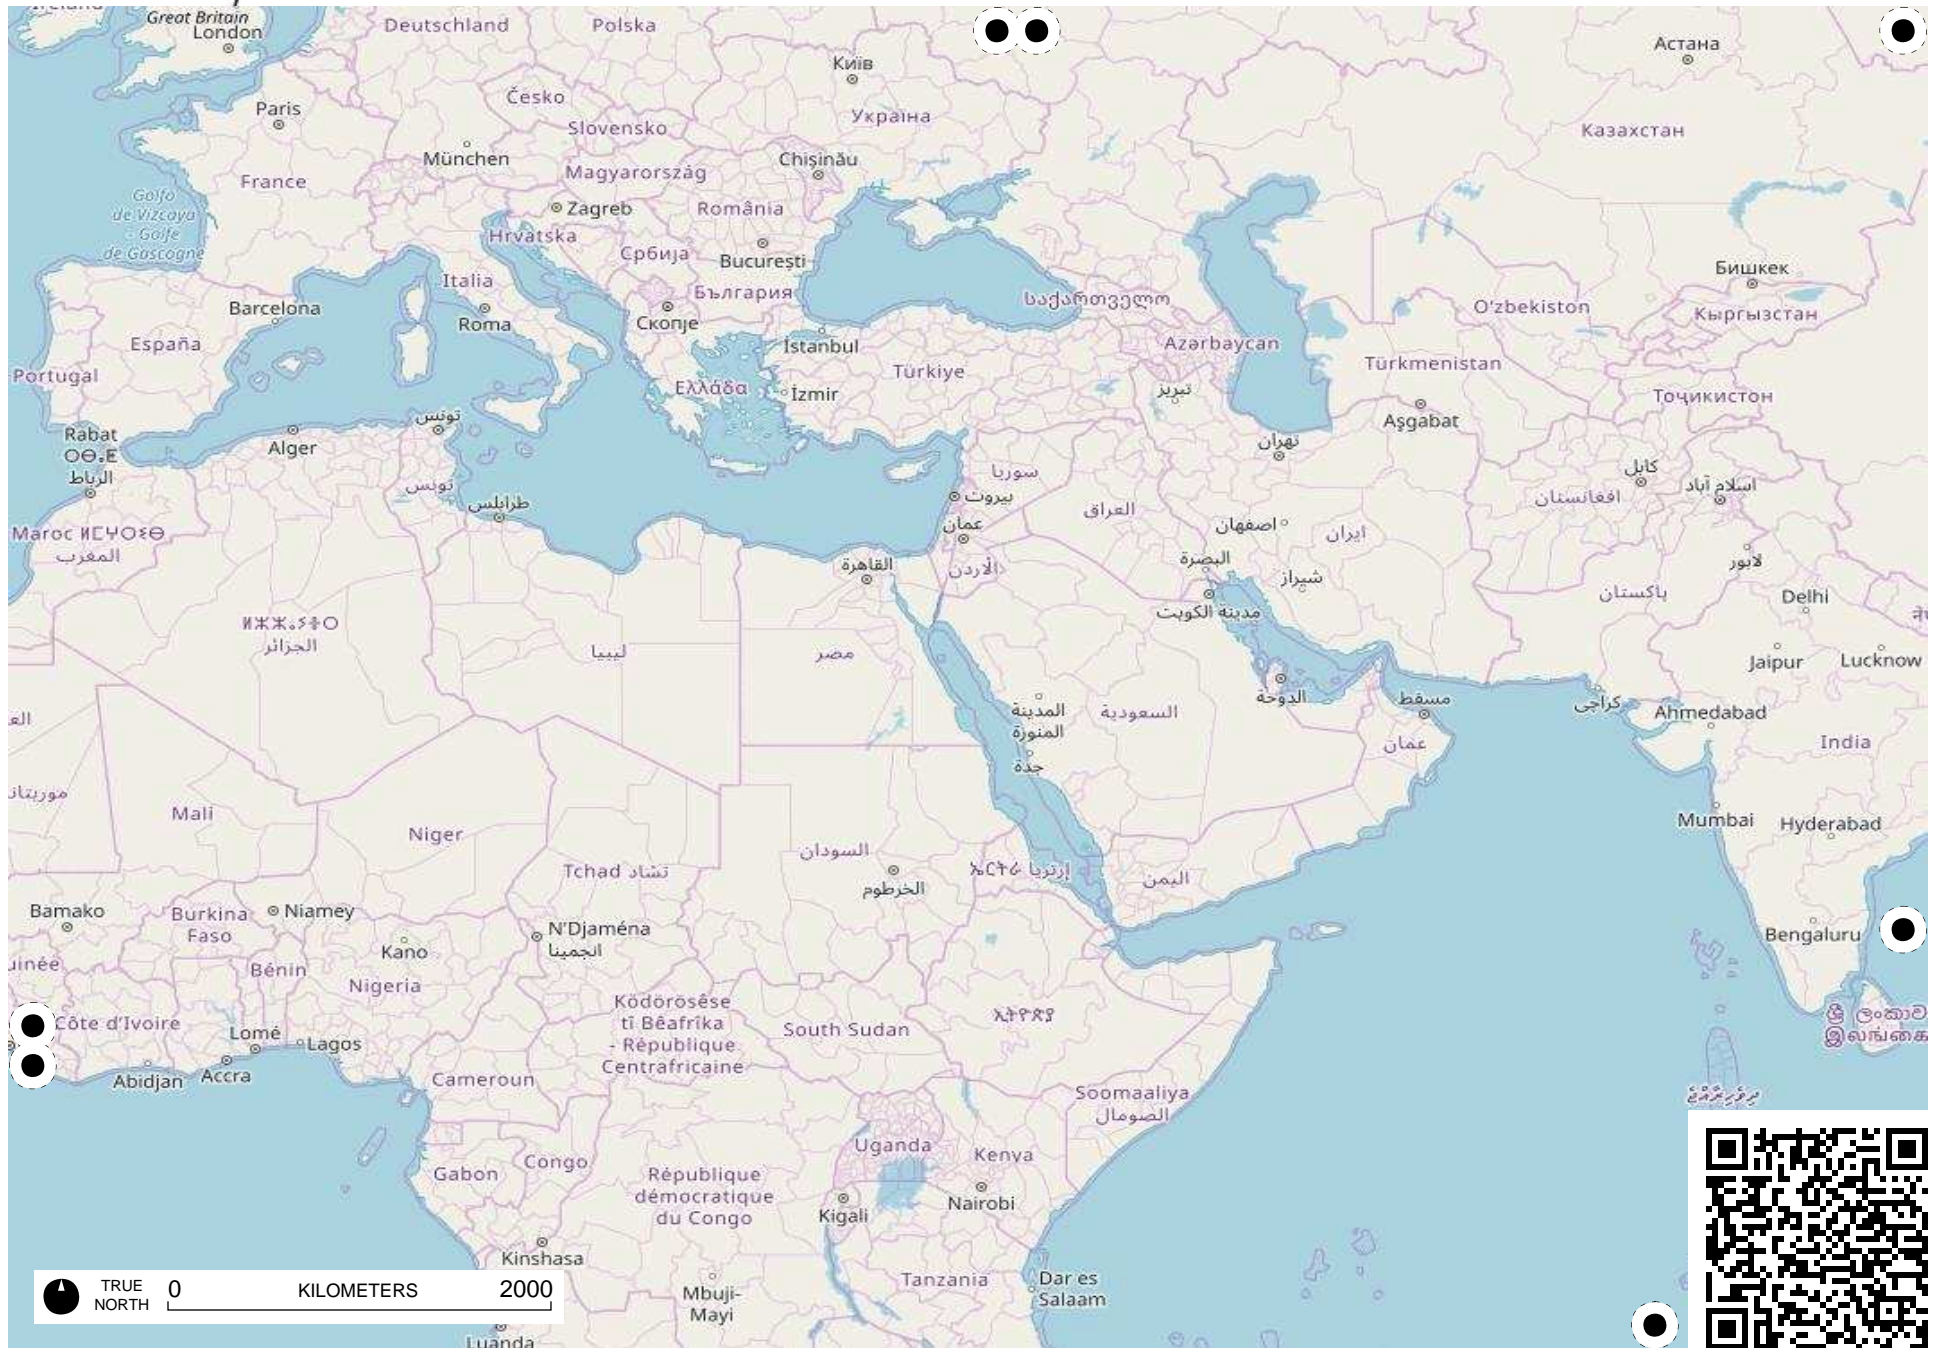 Great Britain
London
Deutschland
Polska
Астана
Київ
Paris
Česko
Україна
Slovensko
Казахстан
München
Chișinău
Magyarország
France
Golfo
de Vizcaya
- Golfe
de Gascogne
Zagreb
România
Hrvatska
Србија
București
Бишкек
Italia
България
Barcelona
Roma
Скопје
საქართველო
O'zbekiston
Кыргызстан
España
İstanbul
Azərbaycan
Türkmenistan
Portugal
Ελλάδα
İzmir
Türkiye
تبریز
Тоҷикистон
تونس
Aşgabat
Rabat
ⵔⴱⴰⵟ
الرباط
Alger
تهران
كابل
سوريا
اسلام آباد
تونس
بيروت
افغانستان
طرابلس
العراق
عمان
اصفهان
ایران
Maroc ⵍⵎⵖⵔⵉⴱ
المغرب
القاهرة
الأردن
البصرة
شیراز
لاہور
مدينة الكويت
پاکستان
Delhi
ⵍⵣⵣⴰⵢⵔ
الجزائر
ليبيا
مصر
Jaipur
Lucknow
المدينة
المنورة
السعودية
الدوحة
مسقط
کراچی
Ahmedabad
جدة
عمان
India
Mali
Niger
Mumbai
Hyderabad
السودان
Tchad تشاد
ኤርትራ إرتريا
اليمن
الخرطوم
Bamako
Burkina
Faso
Niamey
N'Djaména
انجمينا
Kano
Bengaluru
Bénin
Nigeria
Ködörösêse
tî Bêafrîka
- République
Centrafricaine
South Sudan
ኢትዮጵያ
Côte d'Ivoire
Lomé
Lagos
Abidjan
Accra
Cameroun
Soomaaliya
الصومال
ދިވެހިރާއްޖެ
Uganda
Kenya
Gabon
Congo
République
démocratique
du Congo
Kigali
Nairobi
Kinshasa
Tanzania
Dar es
Salaam
Mbuji-
Mayi
Luanda
TRUE
NORTH
0 KILOMETERS 2000